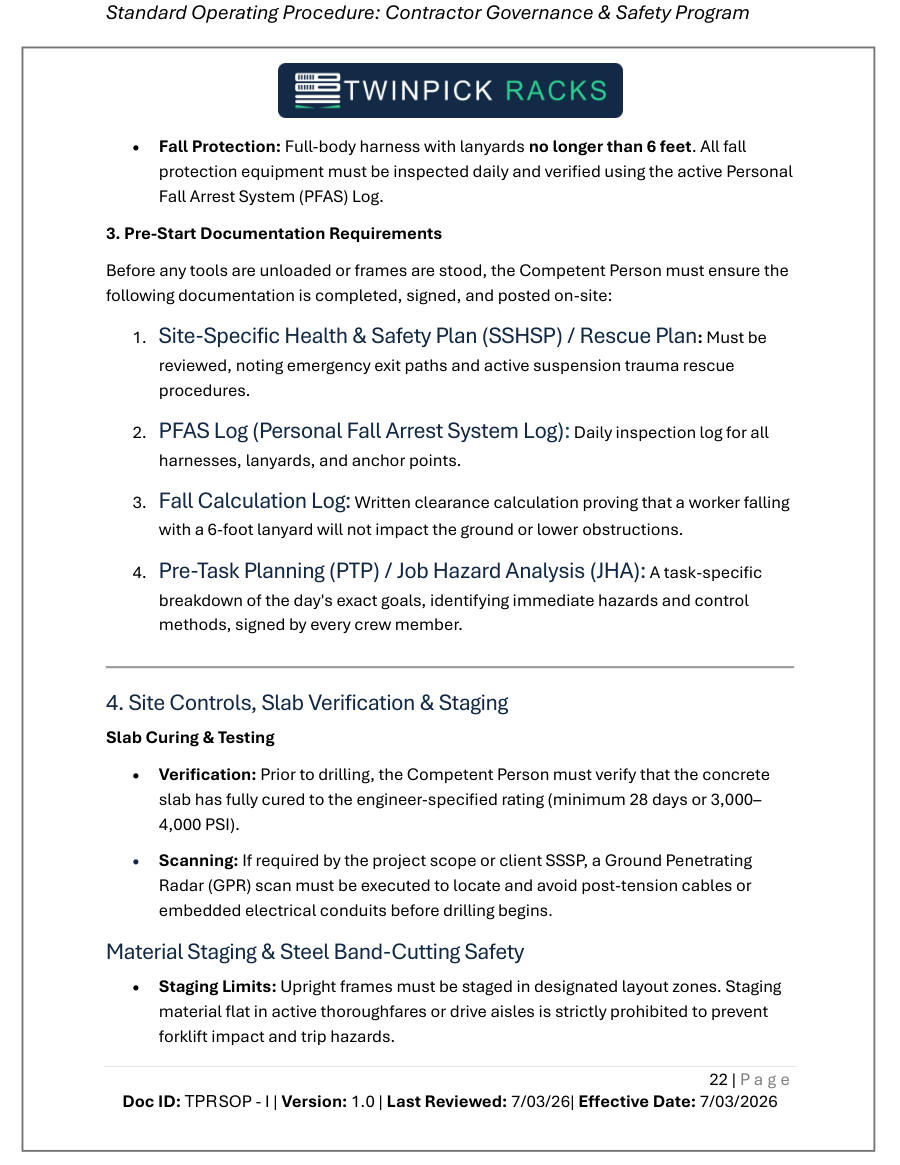 Standard Operating Procedure: Contractor Governance & Safety Program
TWINPICK RACKS
• Fall Protection: Full-body harness with lanyards no longer than 6 feet. All fall
protection equipment must be inspected daily and verified using the active Personal
Fall Arrest System (PFAS) Log.
3. Pre-Start Documentation Requirements
Before any tools are unloaded or frames are stood, the Competent Person must ensure the
following documentation is completed, signed, and posted on-site:
1. Site-Specific Health & Safety Plan (SSHSP) / Rescue Plan: Must be
reviewed, noting emergency exit paths and active suspension trauma rescue
procedures.
2. PFAS Log (Personal Fall Arrest System Log): Daily inspection log for all
harnesses, lanyards, and anchor points.
3. Fall Calculation Log: Written clearance calculation proving that a worker falling
with a 6-foot lanyard will not impact the ground or lower obstructions.
4. Pre-Task Planning (PTP) / Job Hazard Analysis (JHA): A task-specific
breakdown of the day's exact goals, identifying immediate hazards and control
methods, signed by every crew member.
4. Site Controls, Slab Verification & Staging
Slab Curing & Testing
• Verification: Prior to drilling, the Competent Person must verify that the concrete
slab has fully cured to the engineer-specified rating (minimum 28 days or 3,000–
4,000 PSI).
• Scanning: If required by the project scope or client SSSP, a Ground Penetrating
Radar (GPR) scan must be executed to locate and avoid post-tension cables or
embedded electrical conduits before drilling begins.
Material Staging & Steel Band-Cutting Safety
• Staging Limits: Upright frames must be staged in designated layout zones. Staging
material flat in active thoroughfares or drive aisles is strictly prohibited to prevent
forklift impact and trip hazards.
22 | Page
Doc ID: TPRSOP - I | Version: 1.0 | Last Reviewed: 7/03/26| Effective Date: 7/03/2026